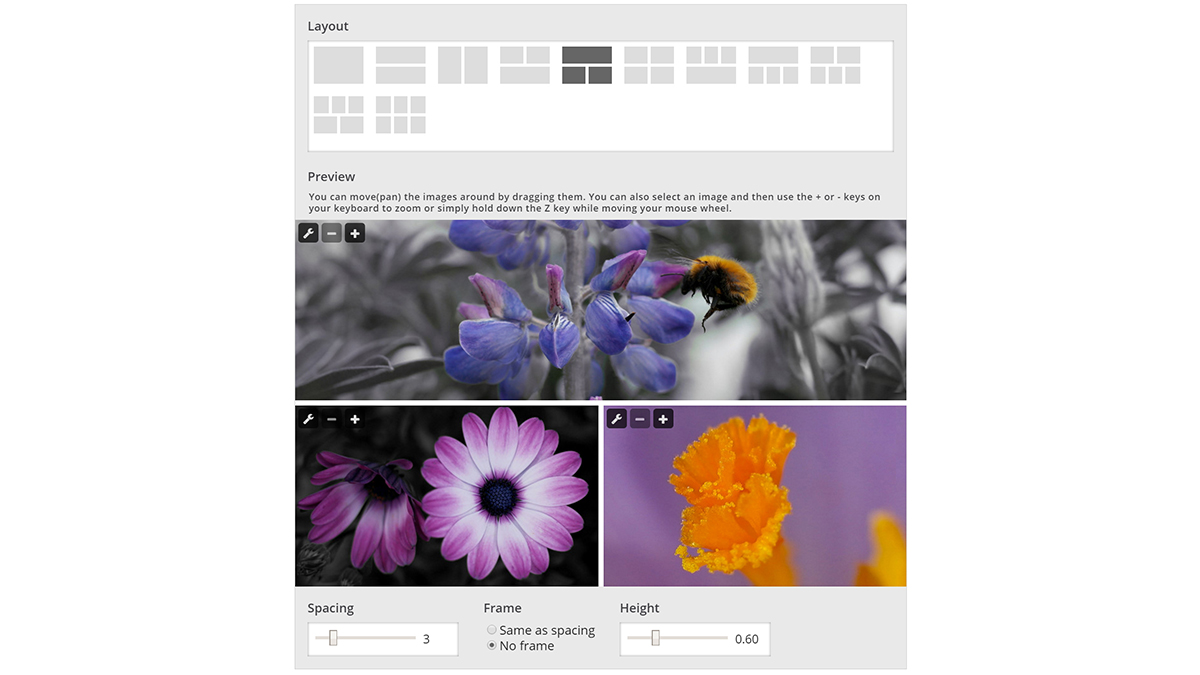 Layout
Preview
You can move(pan) the images around by dragging them. You can also select an image and then use the + or - keys on
your keyboard to zoom or simply hold down the Z key while moving your mouse wheel.
Spacing
3
Frame
Same as spacing
No frame
Height
0.60